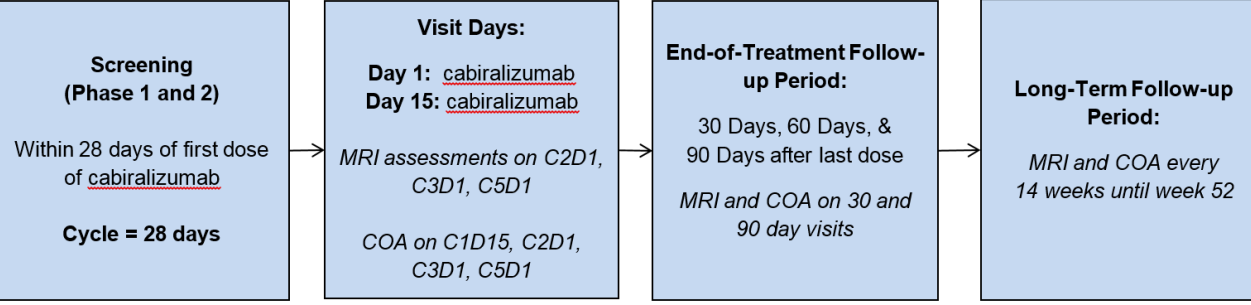 Screening
(Phase 1 and 2)
Within 28 days of first dose
of cabiralizumab
Cycle = 28 days
Visit Days:
Day 1: cabiralizumab
Day 15: cabiralizumab
MRI assessments on C2D1,
C3D1, C5D1
COA on C1D15, C2D1,
C3D1, C5D1
End-of-Treatment Follow-
up Period:
30 Days, 60 Days, &
90 Days after last dose
MRI and COA on 30 and
90 day visits
Long-Term Follow-up
Period:
MRI and COA every
14 weeks until week 52